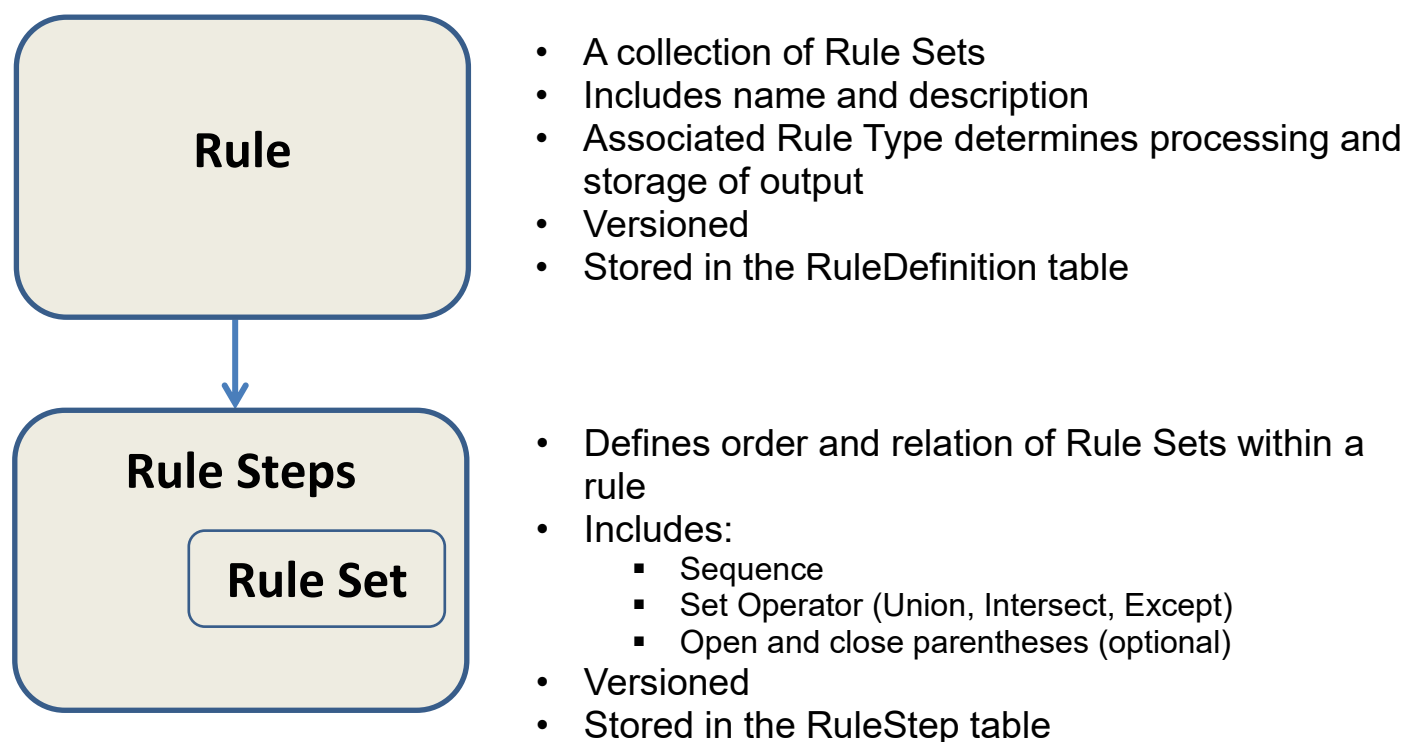 Rule
• A collection of Rule Sets
• Includes name and description
• Associated Rule Type determines processing and
storage of output
• Versioned
• Stored in the RuleDefinition table
Rule Steps
Rule Set
• Defines order and relation of Rule Sets within a
rule
• Includes:
▪ Sequence
▪ Set Operator (Union, Intersect, Except)
▪ Open and close parentheses (optional)
• Versioned
• Stored in the RuleStep table